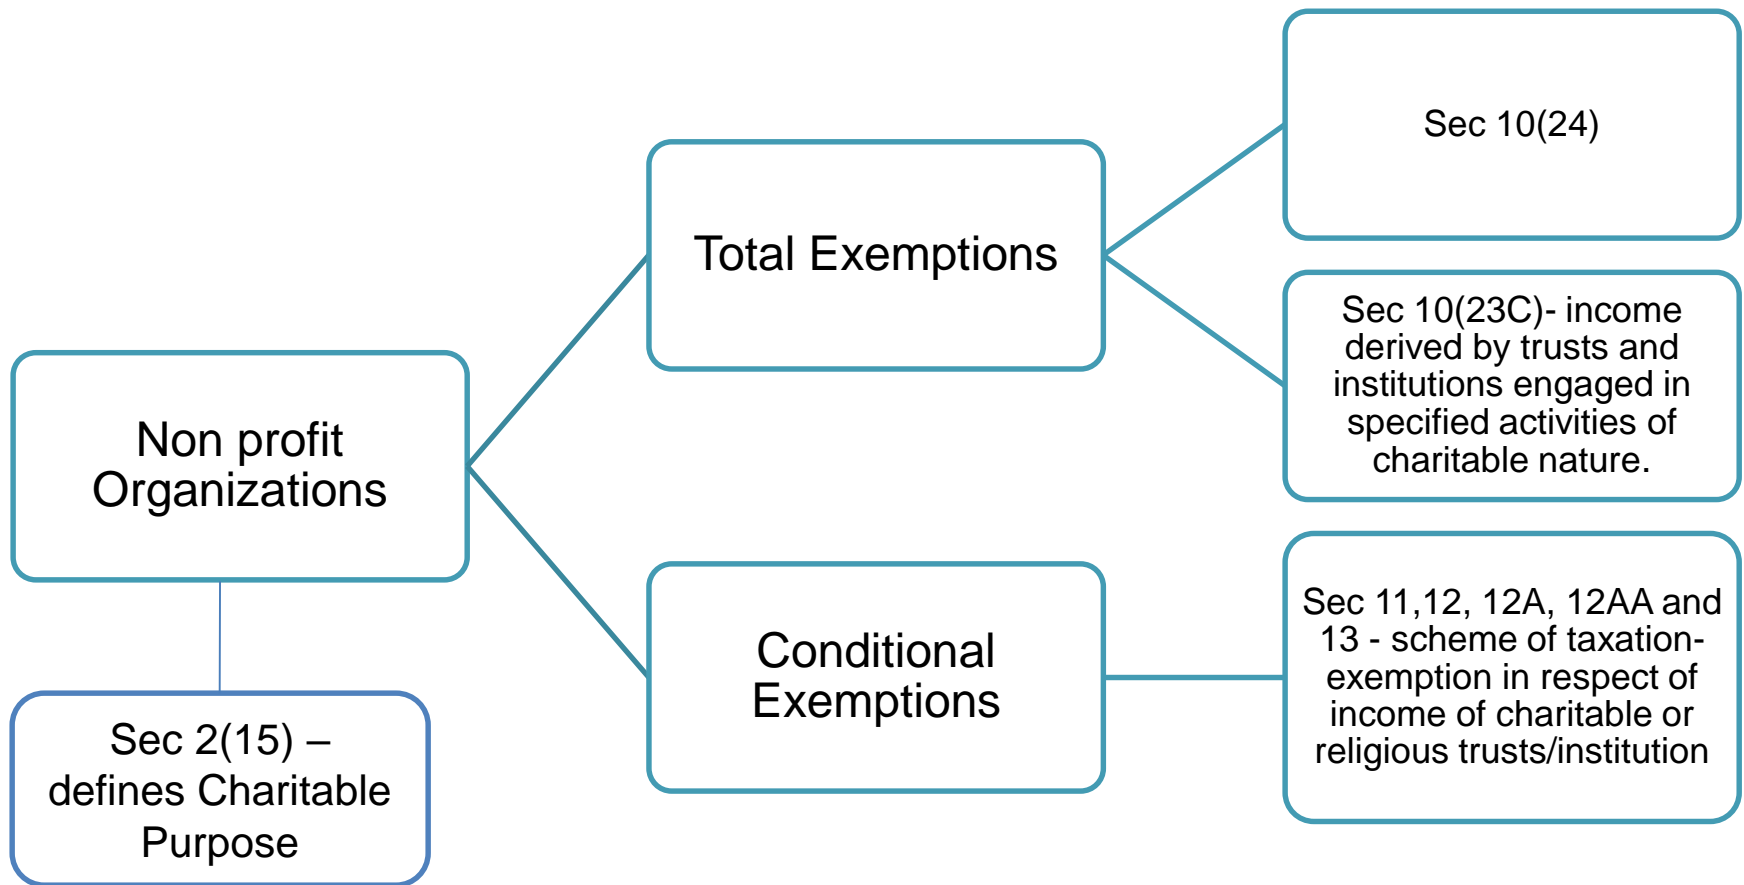 Non profit
Organizations
Sec 2(15) –
defines Charitable
Purpose
Total Exemptions
Sec 10(24)
Sec 10(23C)- income
derived by trusts and
institutions engaged in
specified activities of
charitable nature.
Conditional
Exemptions
Sec 11,12, 12A, 12AA and
13 - scheme of taxation-
exemption in respect of
income of charitable or
religious trusts/institution